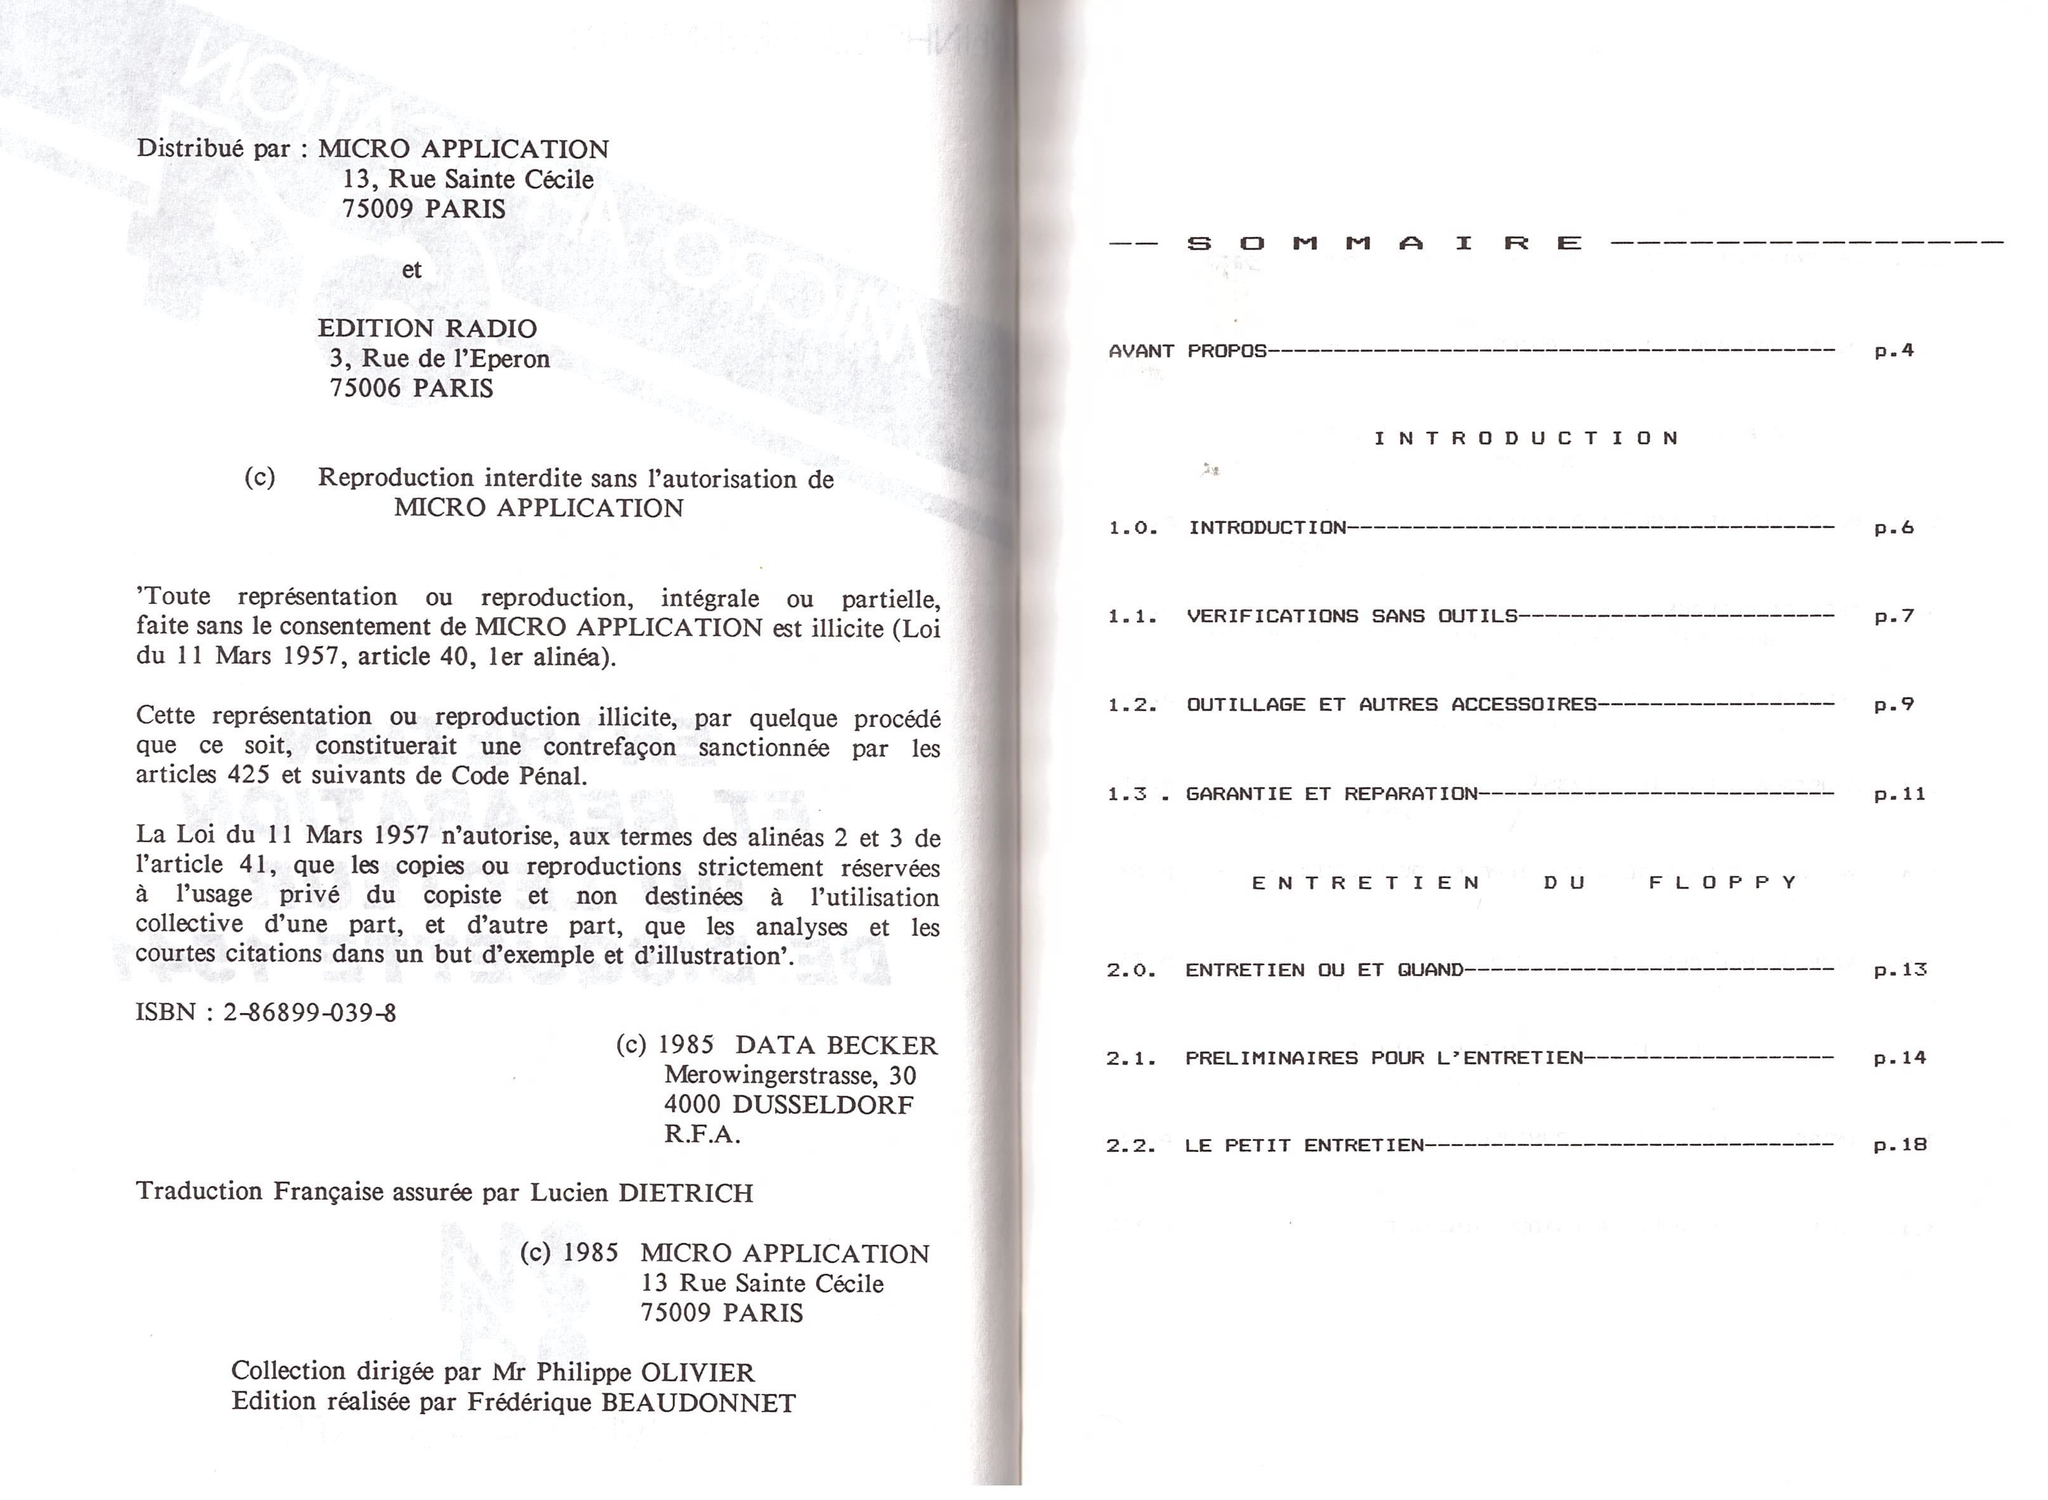 Distribué par : MICRO APPLICATION
13, Rue Sainte Cécile
75009 PARIS
et
EDITION RADIO
3, Rue de l'Eperon
75006 PARIS
(c) Reproduction interdite sans l'autorisation de
MICRO APPLICATION
'Toute représentation ou reproduction, intégrale ou partielle,
faite sans le consentement de MICRO APPLICATION est illicite (Loi
du 11 Mars 1957, article 40, 1er alinéa).
Cette représentation ou reproduction illicite, par quelque procédé
que ce soit, constituerait une contrefaçon sanctionnée par les
articles 425 et suivants de Code Pénal.
La Loi du 11 Mars 1957 n'autorise, aux termes des alinéas 2 et 3 de
l'article 41, que les copies ou reproductions strictement réservées
à l'usage privé du copiste et non destinées à l'utilisation
collective d'une part, et d'autre part, que les analyses et les
courtes citations dans un but d'exemple et d'illustration'.
ISBN : 2-86899-039-8
(c) 1985 DATA BECKER
Merowingerstrasse, 30
4000 DUSSELDORF
R.F.A.
Traduction Française assurée par Lucien DIETRICH
(c) 1985 MICRO APPLICATION
13 Rue Sainte Cécile
75009 PARIS
Collection dirigée par Mr Philippe OLIVIER
Edition réalisée par Frédérique BEAUDONNET
-- S O M M A I R E ---------------
AVANT PROPOS------------------------------------------- p.4
I N T R O D U C T I O N
1.0. INTRODUCTION------------------------------------- p.6
1.1. VERIFICATIONS SANS OUTILS------------------------ p.7
1.2. OUTILLAGE ET AUTRES ACCESSOIRES------------------ p.9
1.3 . GARANTIE ET REPARATION--------------------------- p.11
E N T R E T I E N   D U   F L O P P Y
2.0. ENTRETIEN OU ET QUAND---------------------------- p.13
2.1. PRELIMINAIRES POUR L'ENTRETIEN------------------- p.14
2.2. LE PETIT ENTRETIEN------------------------------- p.18